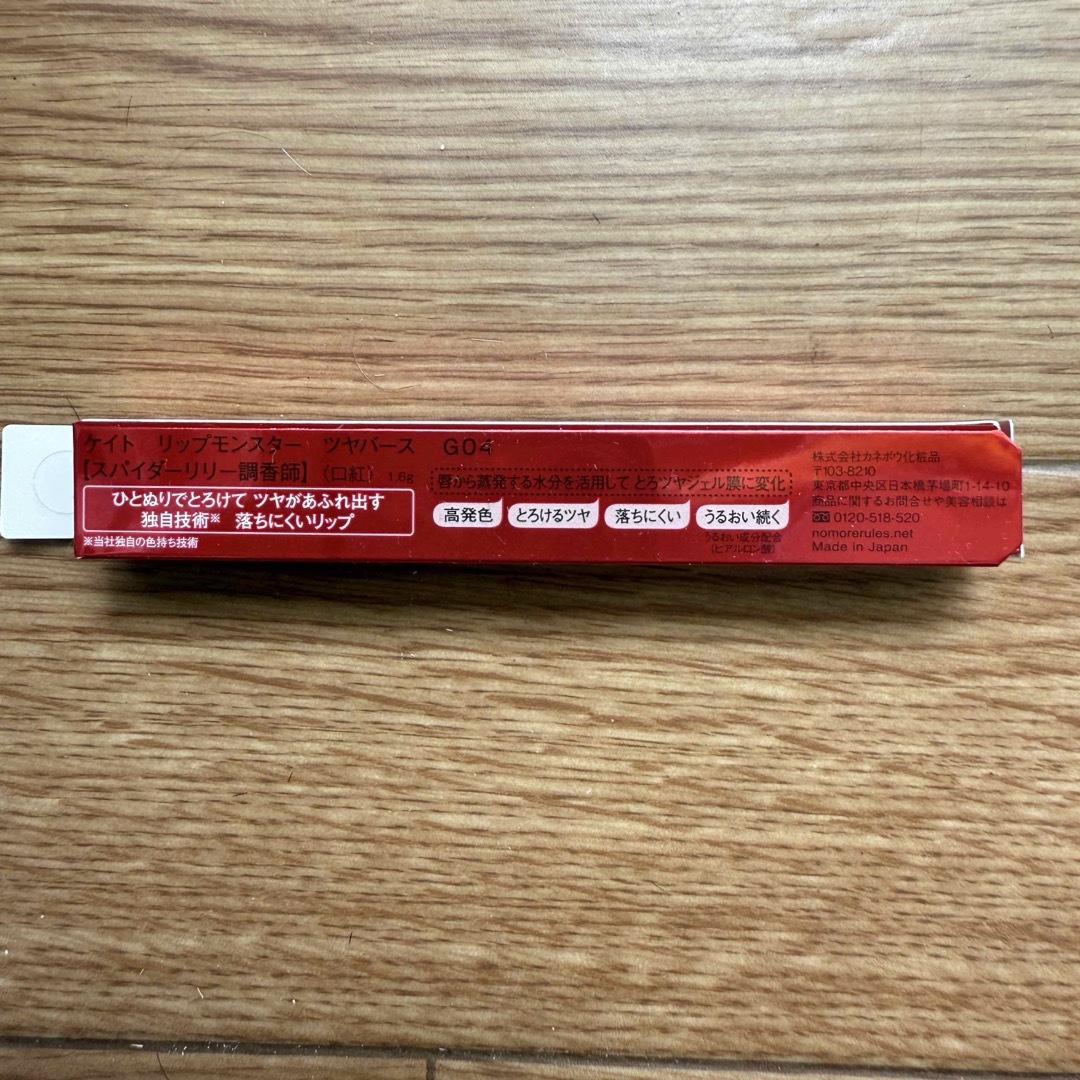 ケイト　リップモンスター　ツヤバース　G04
【スパイダーリリー調香師】（口紅）1.6g
ひとぬりでとろけて ツヤがあふれ出す
独自技術※　落ちにくいリップ
※当社独自の色持ち技術
唇から蒸発する水分を活用して とろツヤジェル膜に変化
高発色 とろけるツヤ 落ちにくい うるおい続く
うるおい成分配合
（ヒアルロン酸）
株式会社カネボウ化粧品
〒103-8210
東京都中央区日本橋茅場町1-14-10
商品に関するお問合せや美容相談は
0120-518-520
nomorerules.net
Made in Japan